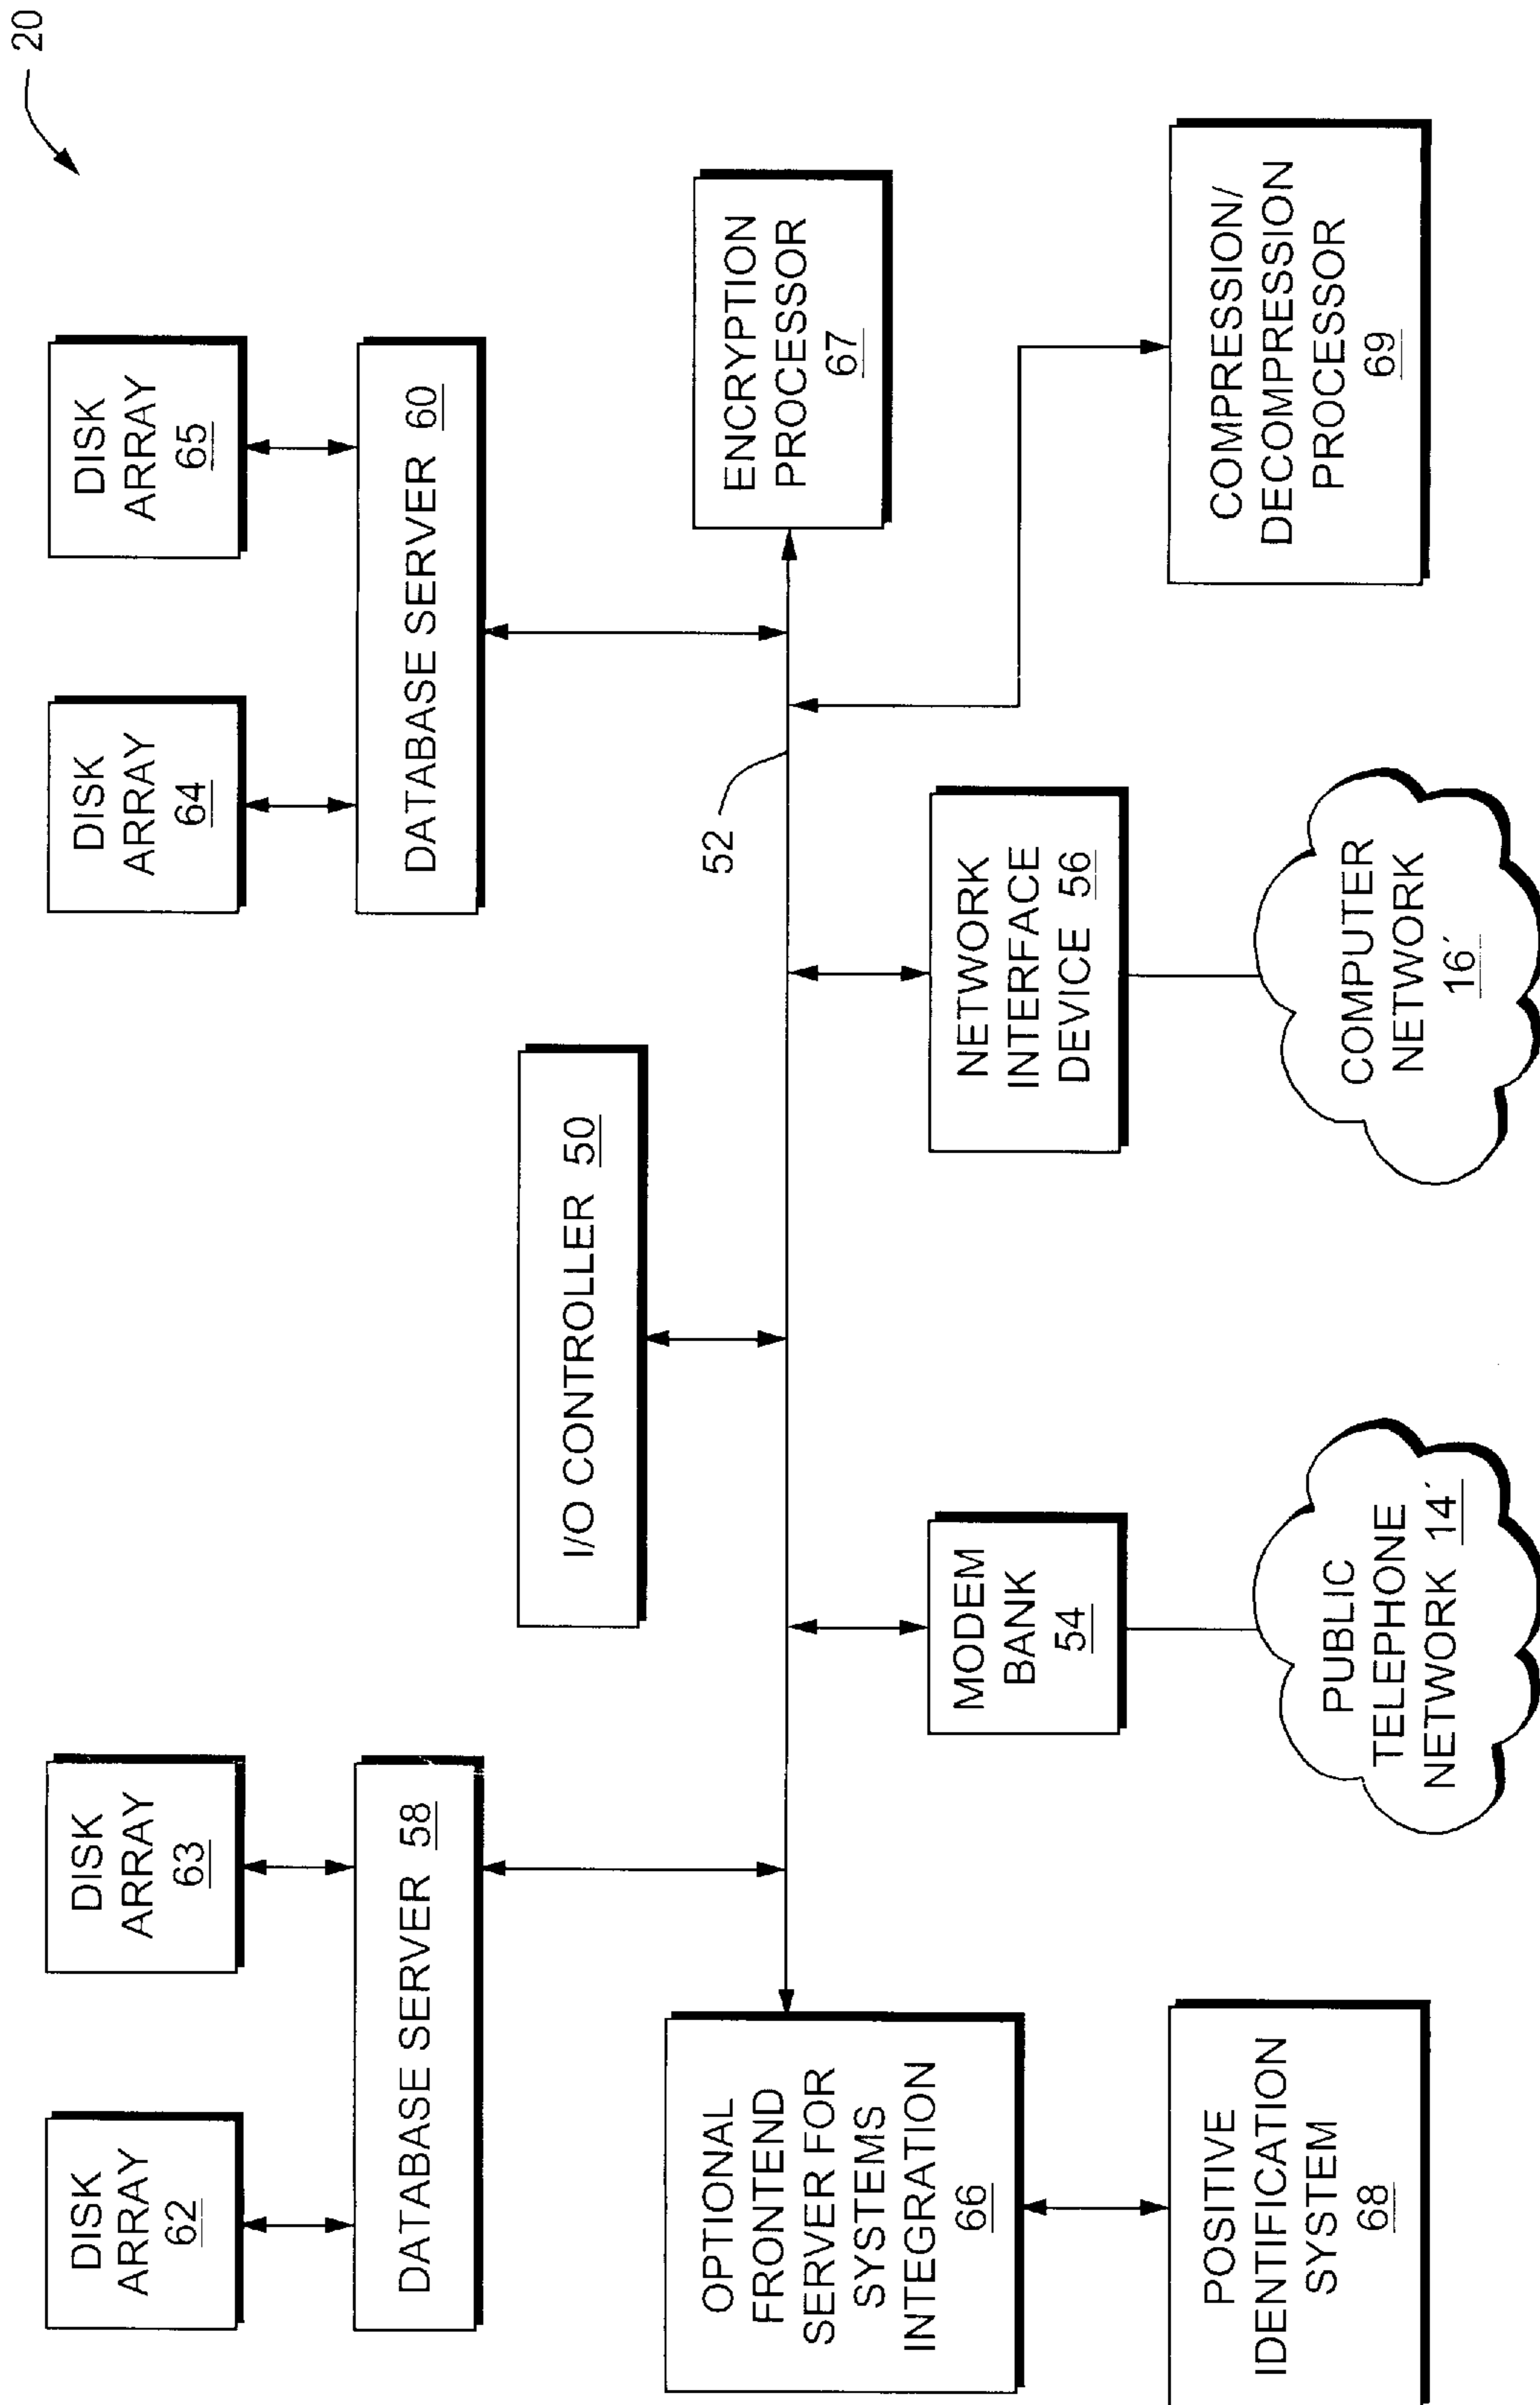 20
DISK
ARRAY
62
DISK
ARRAY
63
DISK
ARRAY
64
DISK
ARRAY
65
DATABASE SERVER 58
DATABASE SERVER 60
I/O CONTROLLER 50
OPTIONAL
FRONTEND
SERVER FOR
SYSTEMS
INTEGRATION
66
52
ENCRYPTION
PROCESSOR
67
MODEM
BANK
54
NETWORK
INTERFACE
DEVICE 56
POSITIVE
IDENTIFICATION
SYSTEM
68
PUBLIC
TELEPHONE
NETWORK 14′
COMPUTER
NETWORK
16′
COMPRESSION/
DECOMPRESSION
PROCESSOR
69